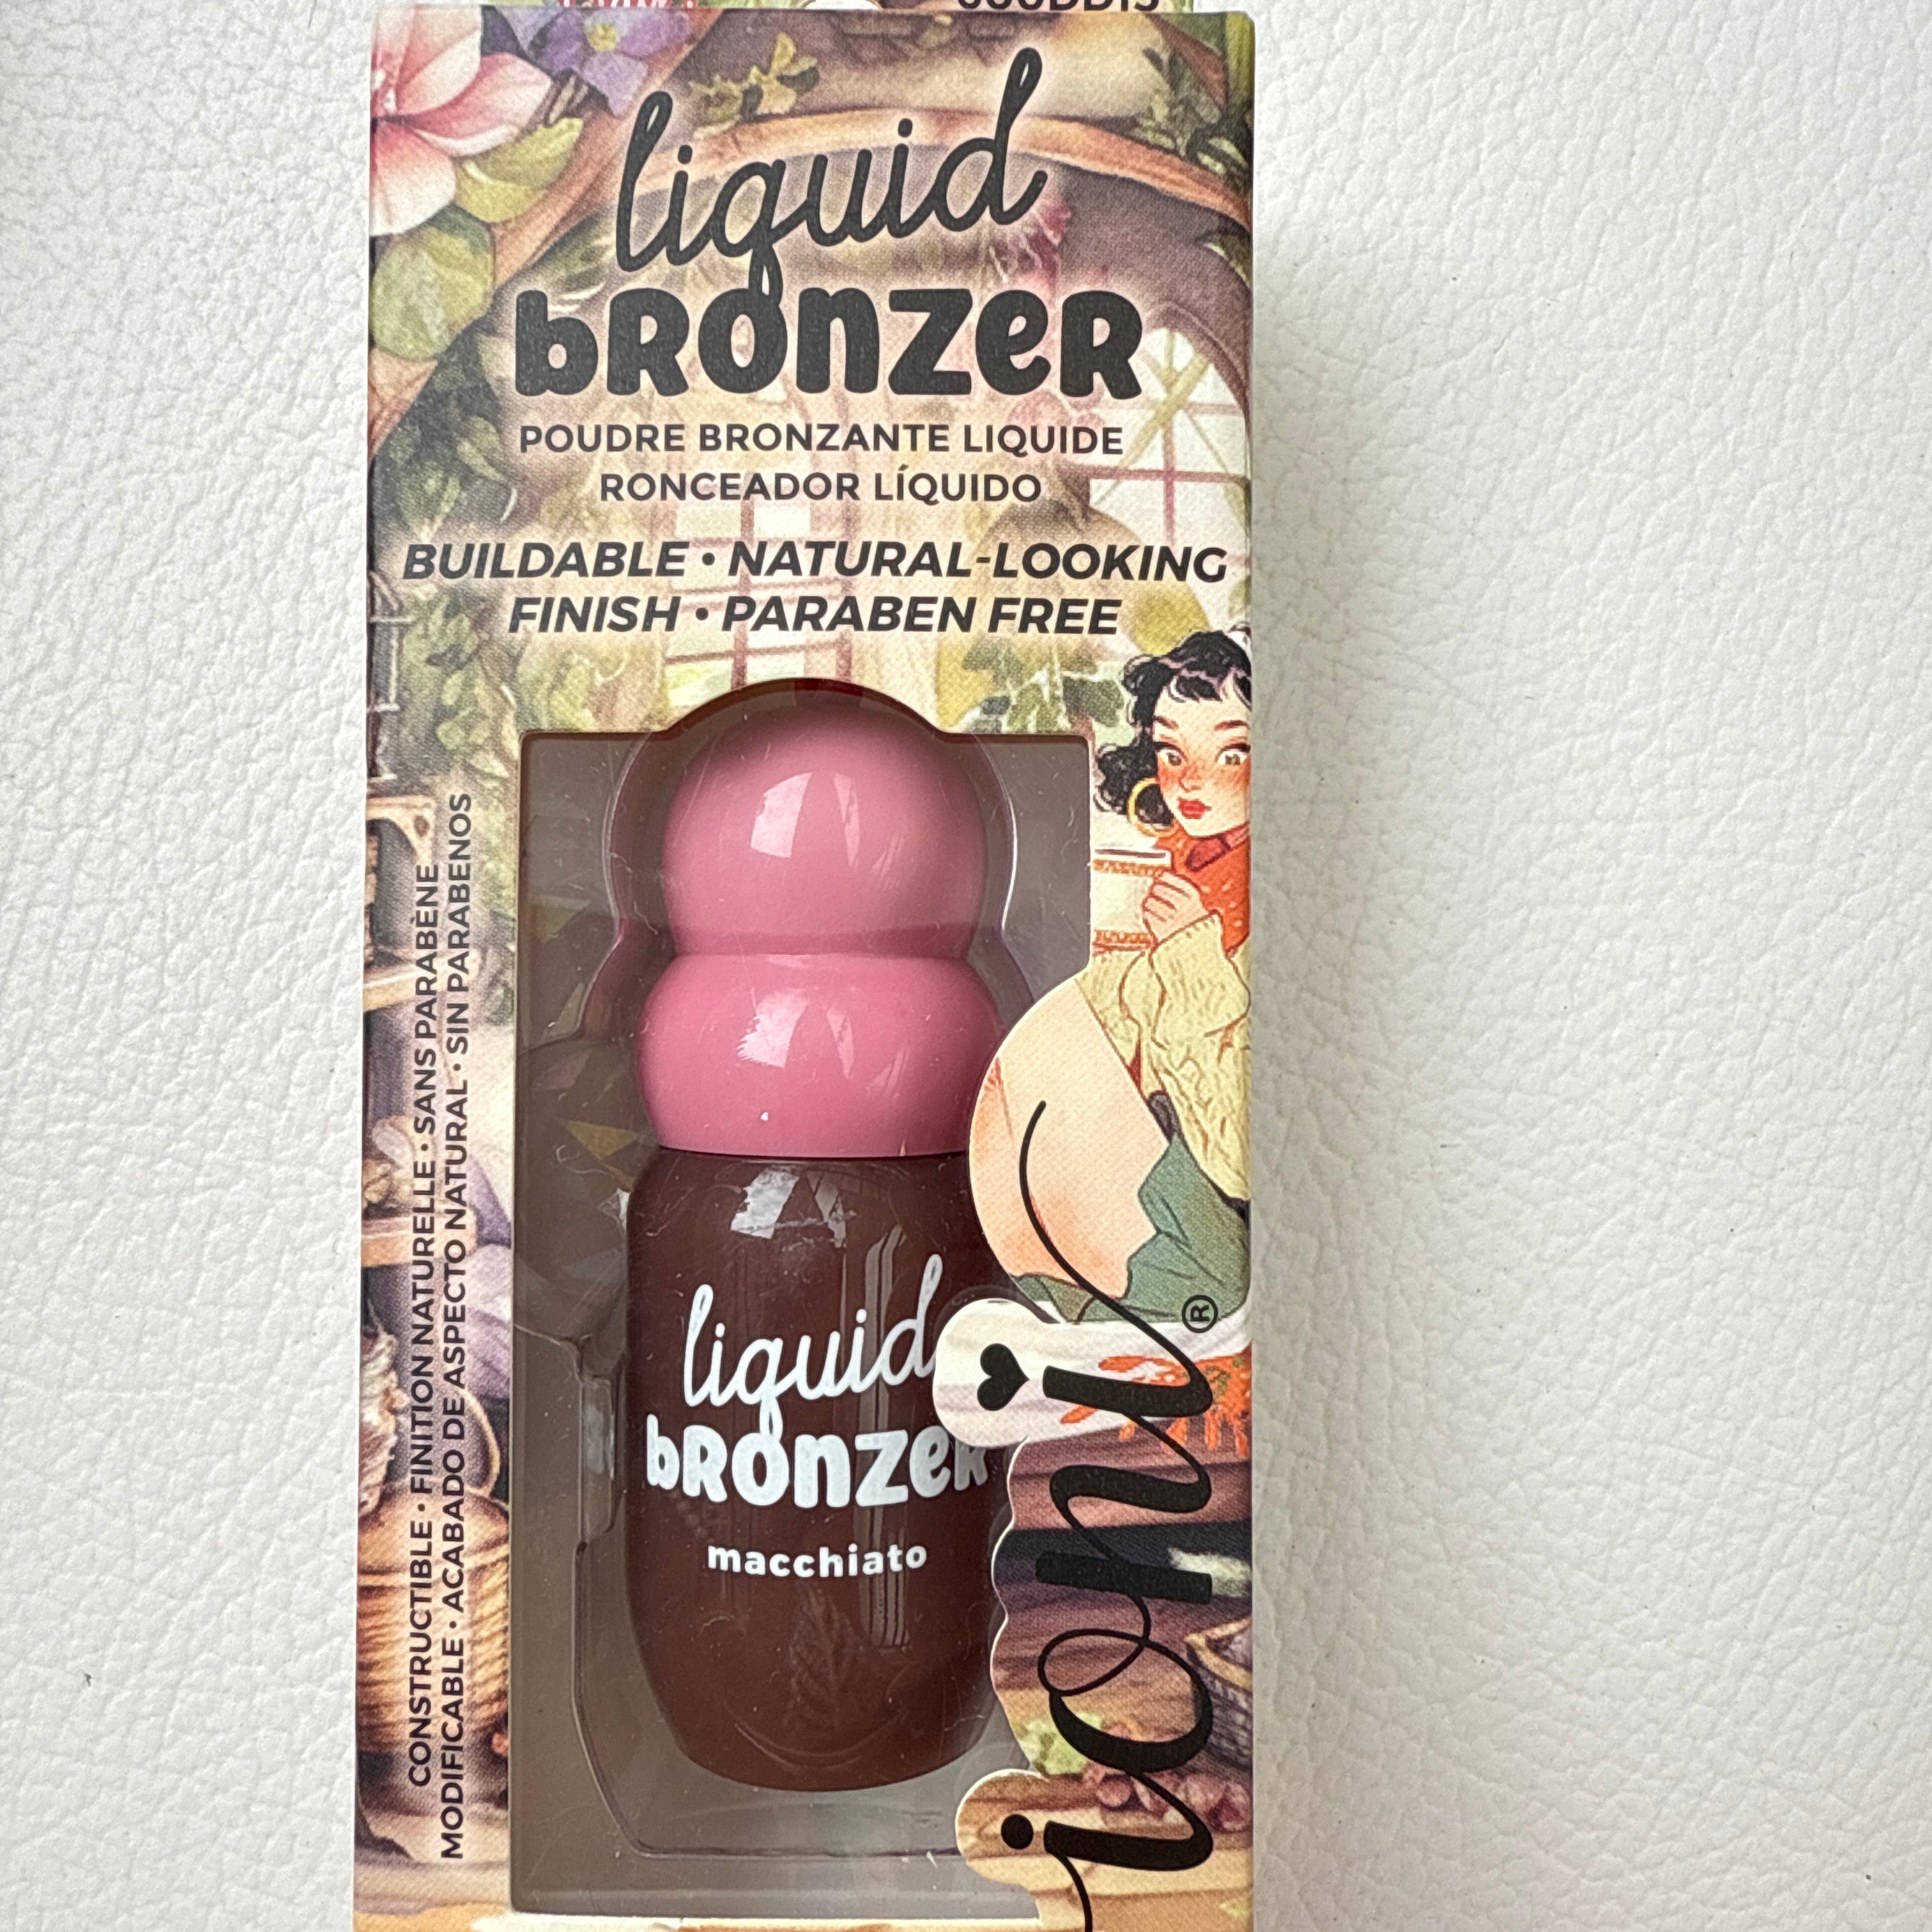 liquid
bRonzeR
POUDRE BRONZANTE LIQUIDE
RONCEADOR LÍQUIDO
BUILDABLE • NATURAL-LOOKING
FINISH • PARABEN FREE
CONSTRUCTIBLE • FINITION NATURELLE • SANS PARABÈNE
MODIFICABLE • ACABADO DE ASPECTO NATURAL • SIN PARABENOS
liquid
bRonzeR
macchiato
ioni®